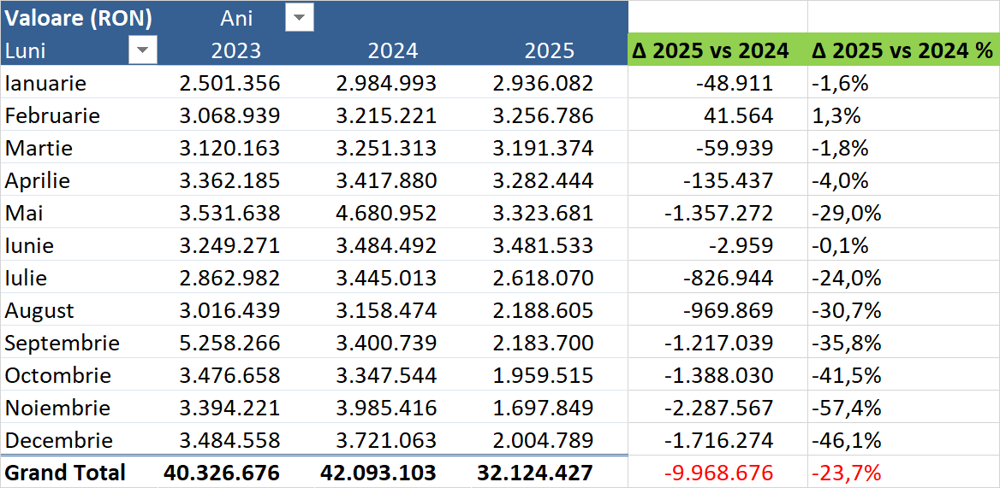 Valoare (RON) Ani
Luni 2023 2024 2025 Δ 2025 vs 2024 Δ 2025 vs 2024 %
Ianuarie 2.501.356 2.984.993 2.936.082 -48.911 -1,6%
Februarie 3.068.939 3.215.221 3.256.786 41.564 1,3%
Martie 3.120.163 3.251.313 3.191.374 -59.939 -1,8%
Aprilie 3.362.185 3.417.880 3.282.444 -135.437 -4,0%
Mai 3.531.638 4.680.952 3.323.681 -1.357.272 -29,0%
Iunie 3.249.271 3.484.492 3.481.533 -2.959 -0,1%
Iulie 2.862.982 3.445.013 2.618.070 -826.944 -24,0%
August 3.016.439 3.158.474 2.188.605 -969.869 -30,7%
Septembrie 5.258.266 3.400.739 2.183.700 -1.217.039 -35,8%
Octombrie 3.476.658 3.347.544 1.959.515 -1.388.030 -41,5%
Noiembrie 3.394.221 3.985.416 1.697.849 -2.287.567 -57,4%
Decembrie 3.484.558 3.721.063 2.004.789 -1.716.274 -46,1%
Grand Total 40.326.676 42.093.103 32.124.427 -9.968.676 -23,7%